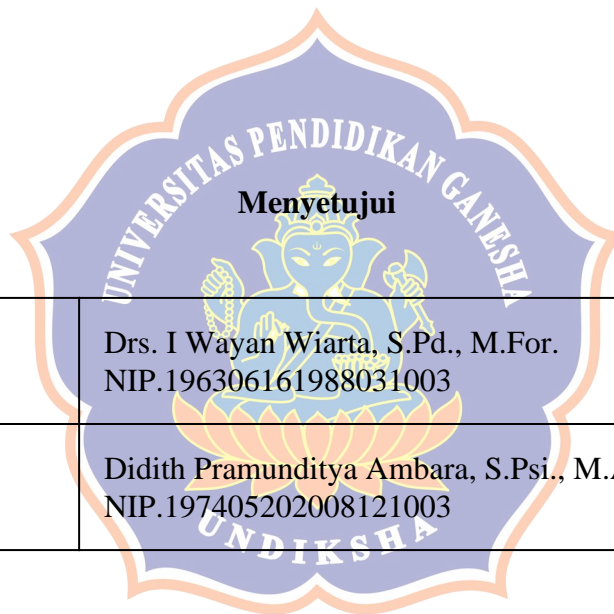 UNIVERSITAS PENDIDIKAN GANESHA
Menyetujui
Drs. I Wayan Wiarta, S.Pd., M.For.
NIP.196306161988031003
Didith Pramunditya Ambara, S.Psi., M.
NIP.197405202008121003
UNDIKSHA